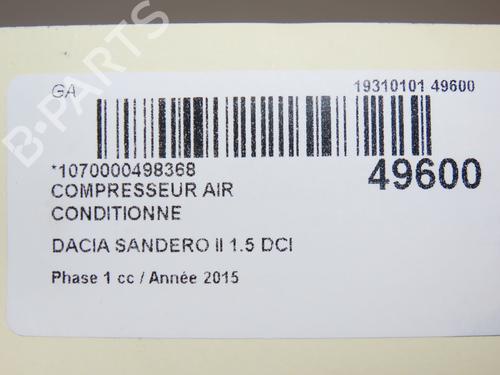 GA
19310101 49600
*1070000498368
49600
COMPRESSEUR AIR
CONDITIONNE
DACIA SANDERO II 1.5 DCI
Phase 1 cc / Année 2015
B-PARTS